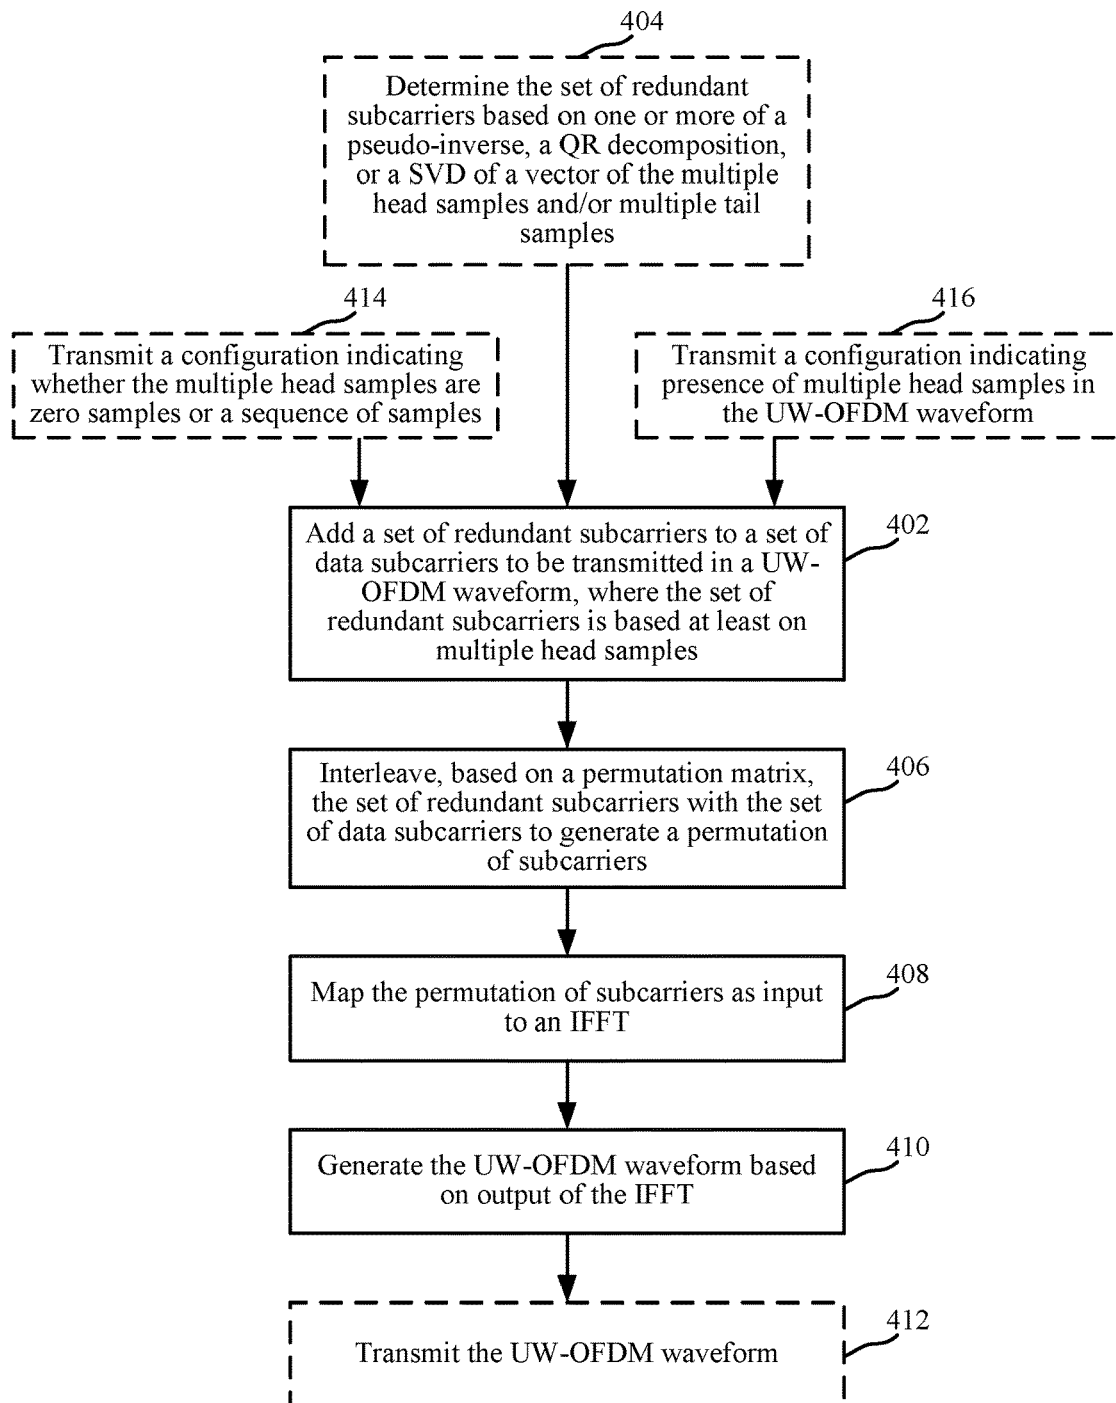 404
Determine the set of redundant
subcarriers based on one or more of a
pseudo-inverse, a QR decomposition,
or a SVD of a vector of the multiple
head samples and/or multiple tail
samples
414
Transmit a configuration indicating
whether the multiple head samples are
zero samples or a sequence of samples
416
Transmit a configuration indicating
presence of multiple head samples in
the UW-OFDM waveform
402
Add a set of redundant subcarriers to a set of
data subcarriers to be transmitted in a UW-
OFDM waveform, where the set of
redundant subcarriers is based at least on
multiple head samples
406
Interleave, based on a permutation matrix,
the set of redundant subcarriers with the set
of data subcarriers to generate a permutation
of subcarriers
408
Map the permutation of subcarriers as input
to an IFFT
410
Generate the UW-OFDM waveform based
on output of the IFFT
412
Transmit the UW-OFDM waveform